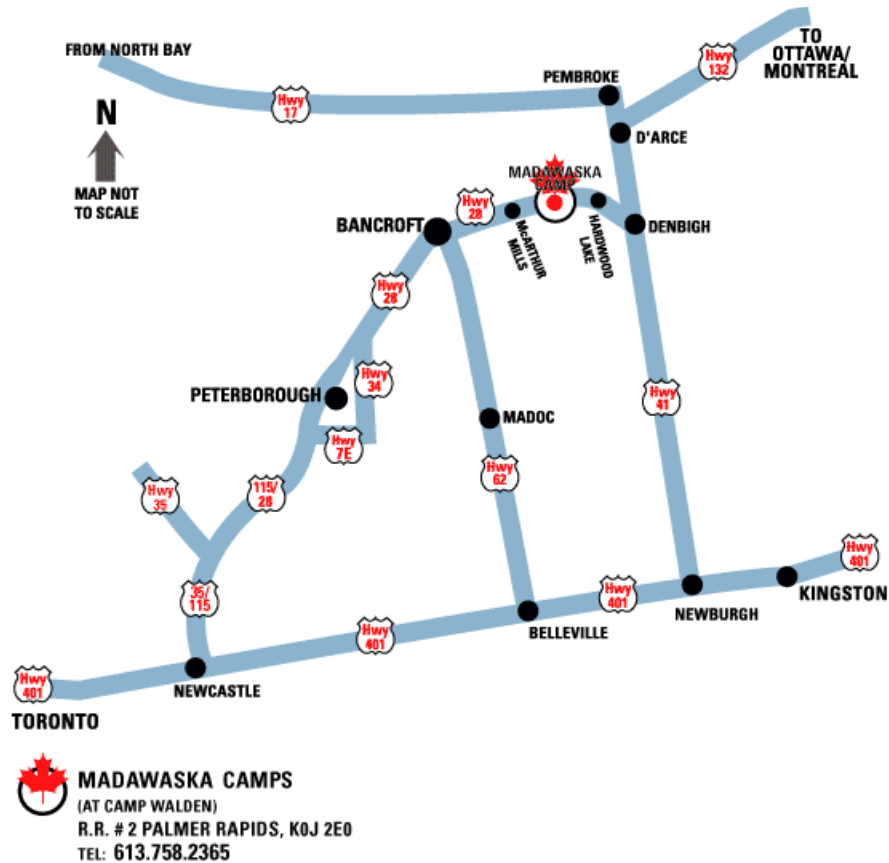 TO
OTTAWA/
MONTREAL
FROM NORTH BAY
Hwy
132
PEMBROKE
Hwy
17
N
D'ARCE
MAP NOT
TO SCALE
MADAWASKA
CAMP
Hwy
28
BANCROFT
McARTHUR
MILLS
HARDWOOD
LAKE
DENBIGH
Hwy
28
Hwy
34
PETERBOROUGH
Hwy
41
MADOC
Hwy
7E
Hwy
62
Hwy
35
115/
28
Hwy
401
KINGSTON
35/
115
Hwy
401
NEWBURGH
BELLEVILLE
Hwy
401
NEWCASTLE
Hwy
401
TORONTO
MADAWASKA CAMPS
(AT CAMP WALDEN)
R.R. # 2 PALMER RAPIDS, K0J 2E0
TEL: 613.758.2365